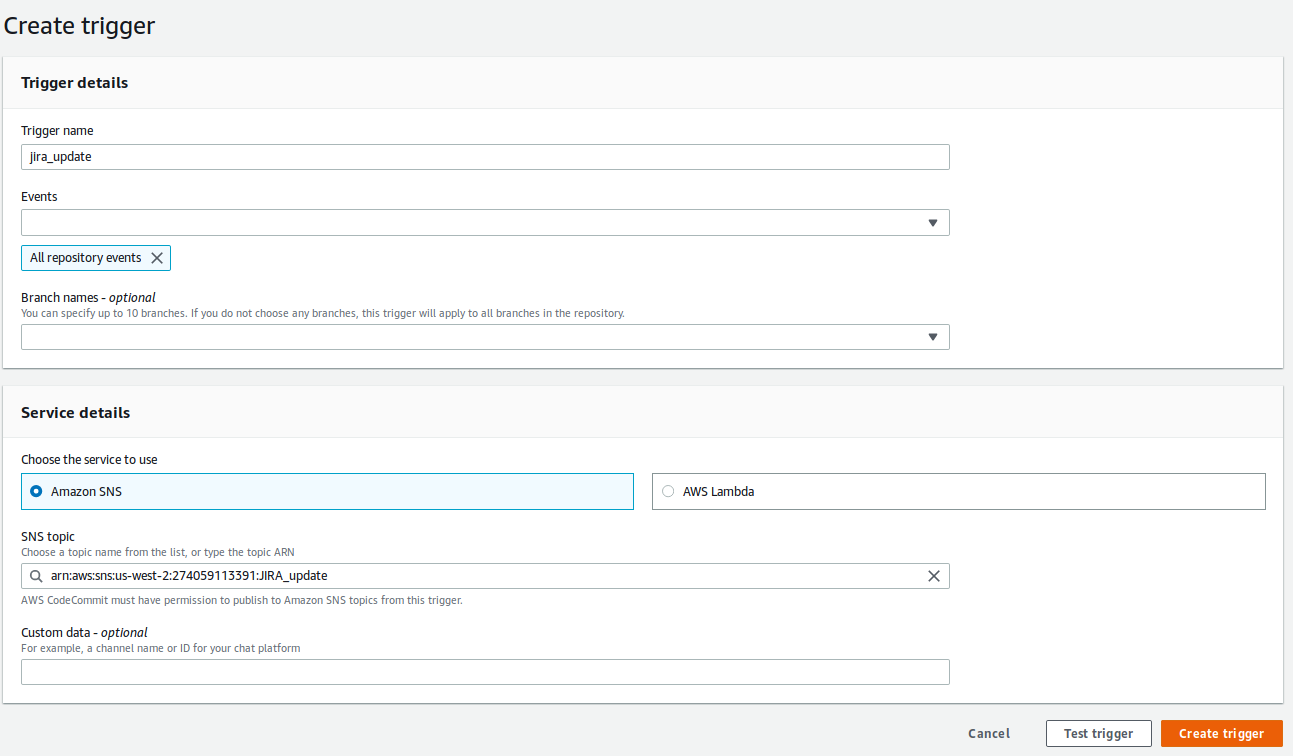 Create trigger
Trigger details
Trigger name
jira_update
Events
All repository events
Branch names - optional
You can specify up to 10 branches. If you do not choose any branches, this trigger will apply to all branches in the repository.
Service details
Choose the service to use
Amazon SNS
AWS Lambda
SNS topic
Choose a topic name from the list, or type the topic ARN
arn:aws:sns:us-west-2:274059113391:JIRA_update
AWS CodeCommit must have permission to publish to Amazon SNS topics from this trigger.
Custom data - optional
For example, a channel name or ID for your chat platform
Cancel
Test trigger
Create trigger